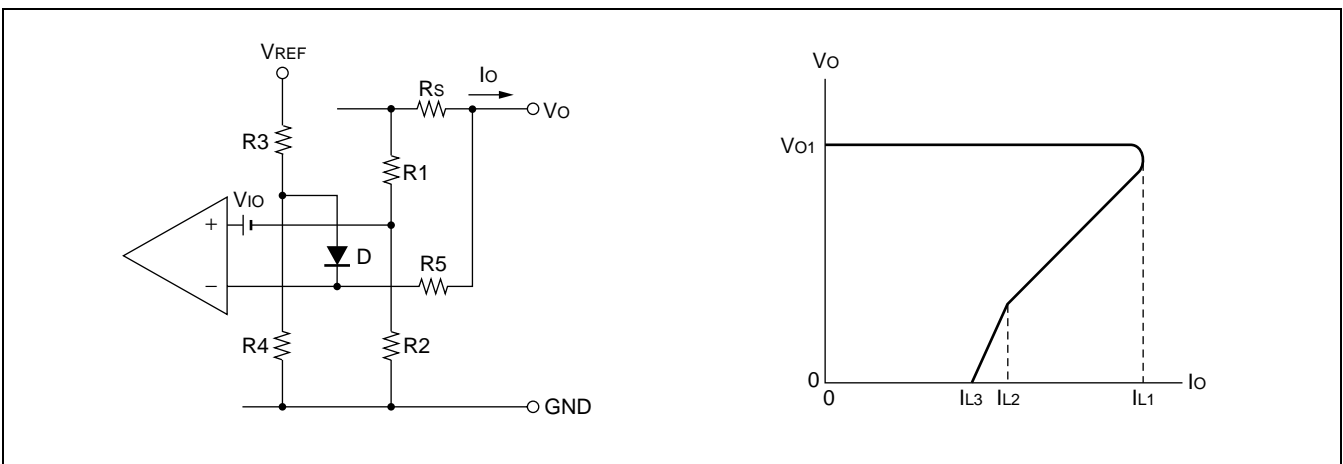 VREF
R3
RS
IO
VO
R1
VIO
+
−
D
R5
R4
R2
GND
VO
VO1
0
0
IL3
IL2
IL1
IO